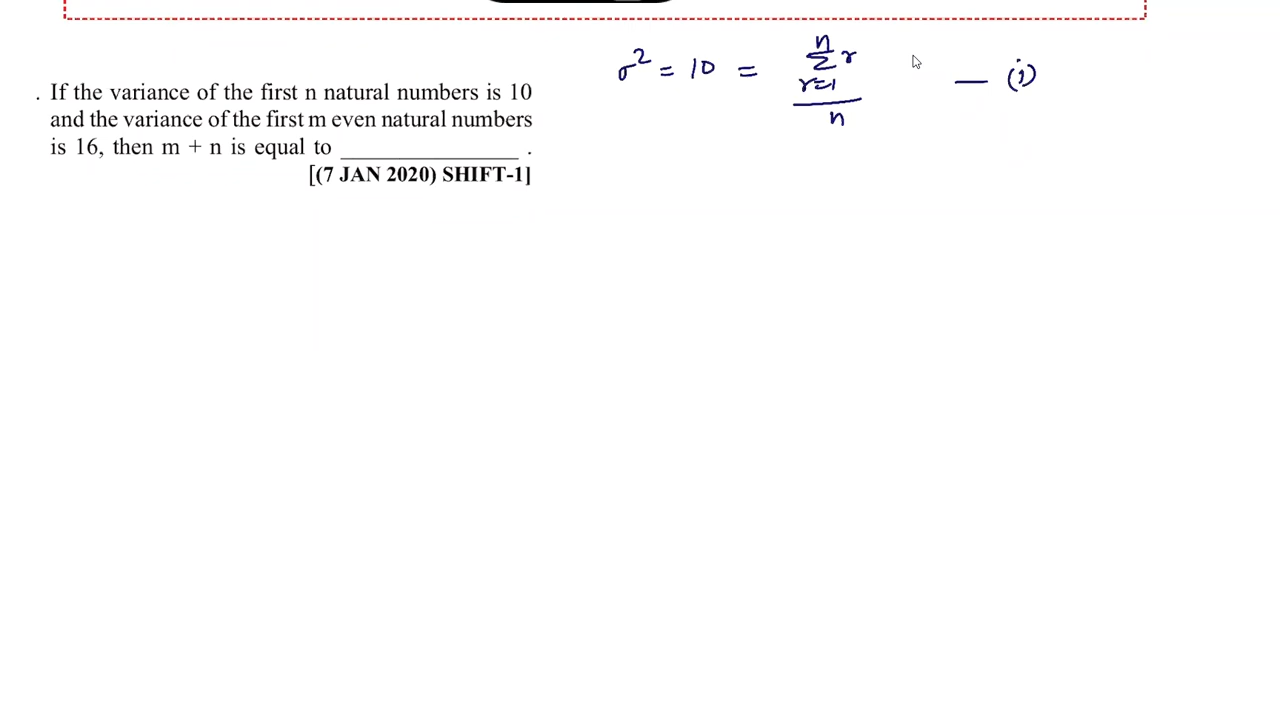 . If the variance of the first n natural numbers is 10
and the variance of the first m even natural numbers
is 16, then m + n is equal to ________________ .
[(7 JAN 2020) SHIFT-1]
σ² = 10 = n
Σ r
r=1
n
— (i)